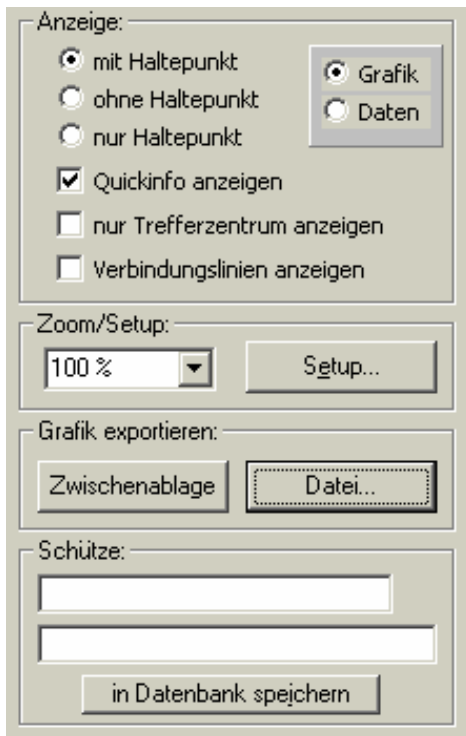 Anzeige:
mit Haltepunkt
ohne Haltepunkt
nur Haltepunkt
Grafik
Daten
Quickinfo anzeigen
nur Trefferzentrum anzeigen
Verbindungslinien anzeigen
Zoom/Setup:
100 %
Setup...
Grafik exportieren:
Zwischenablage
Datei...
Schütze:
in Datenbank speichern